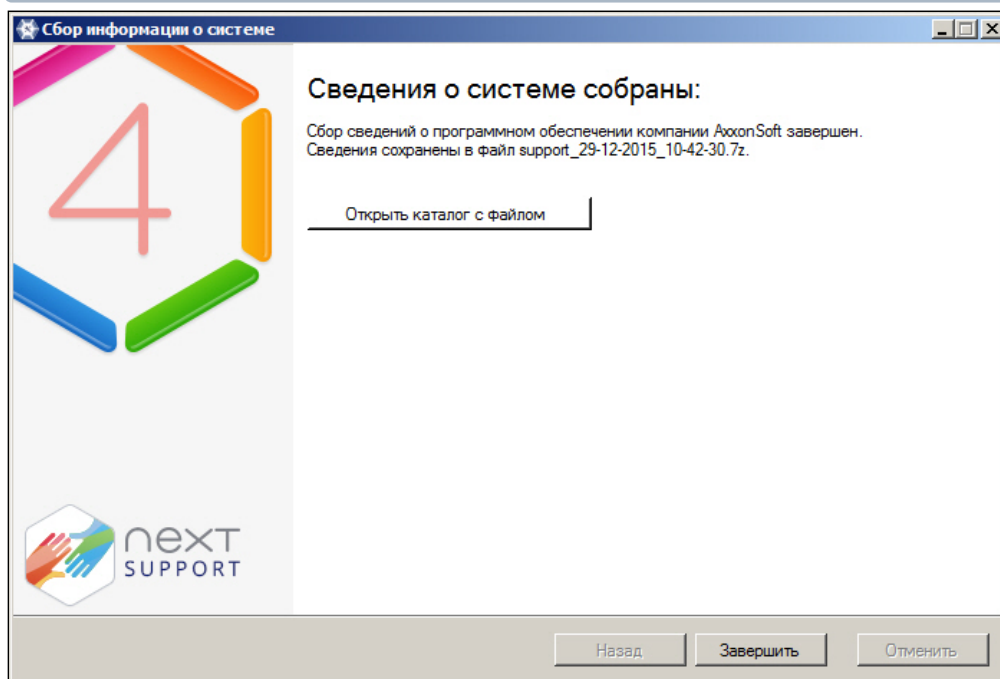 Сбор информации о системе
4
Сведения о системе собраны:
Сбор сведений о программном обеспечении компании AxxonSoft завершен.
Сведения сохранены в файл support_29-12-2015_10-42-30.7z.
Открыть каталог с файлом
next
SUPPORT
Назад
Завершить
Отменить